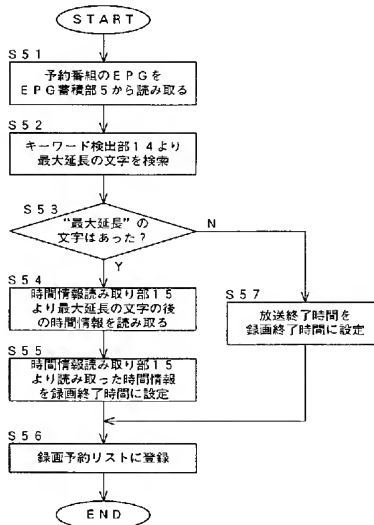 START
S51
予約番組のEPGを
EPG蓄積部5から読み取る
S52
キーワード検出部14より
最大延長の文字を検索
S53
“最大延長”の
文字はあった?
N
Y
S54
時間情報読み取り部15
より最大延長の文字の後
の時間情報を読み取る
S57
放送終了時間を
録画終了時間に設定
S55
時間情報読み取り部15
より読み取った時間情報
を録画終了時間に設定
S56
録画予約リストに登録
END